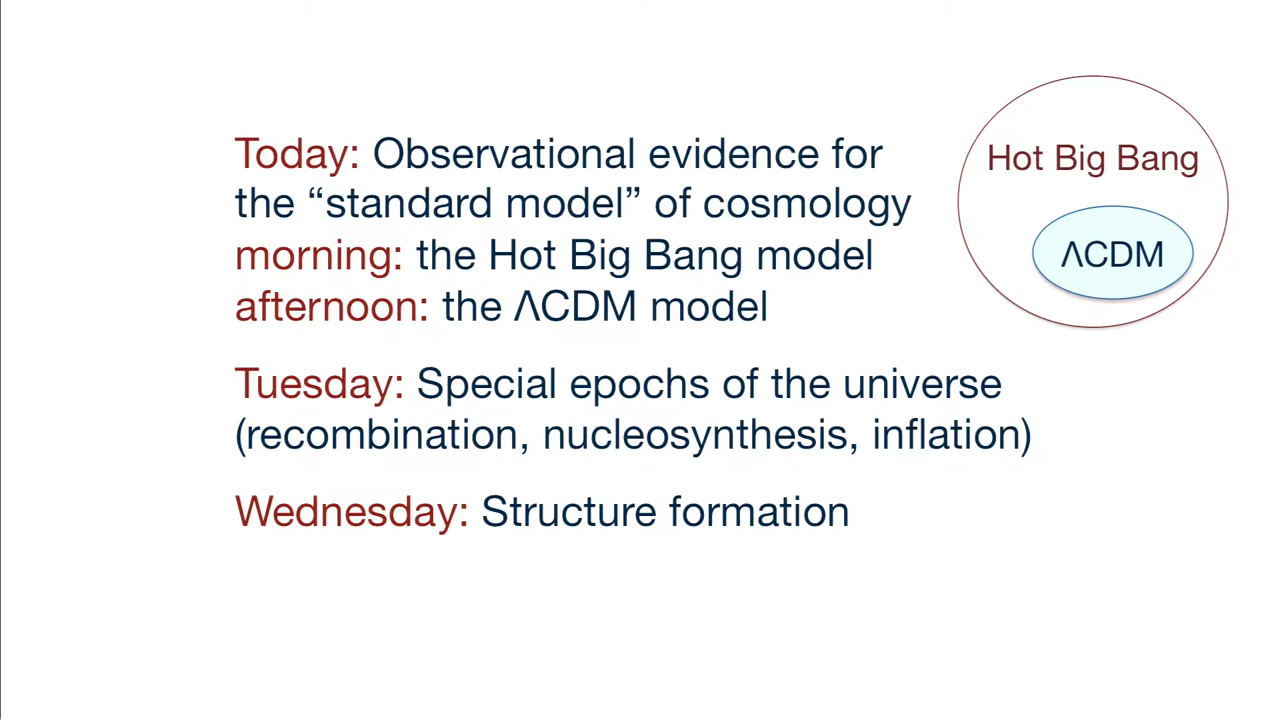 Today: Observational evidence for
the “standard model” of cosmology
morning: the Hot Big Bang model
afternoon: the ΛCDM model
Tuesday: Special epochs of the universe
(recombination, nucleosynthesis, inflation)
Wednesday: Structure formation
Hot Big Bang
ΛCDM